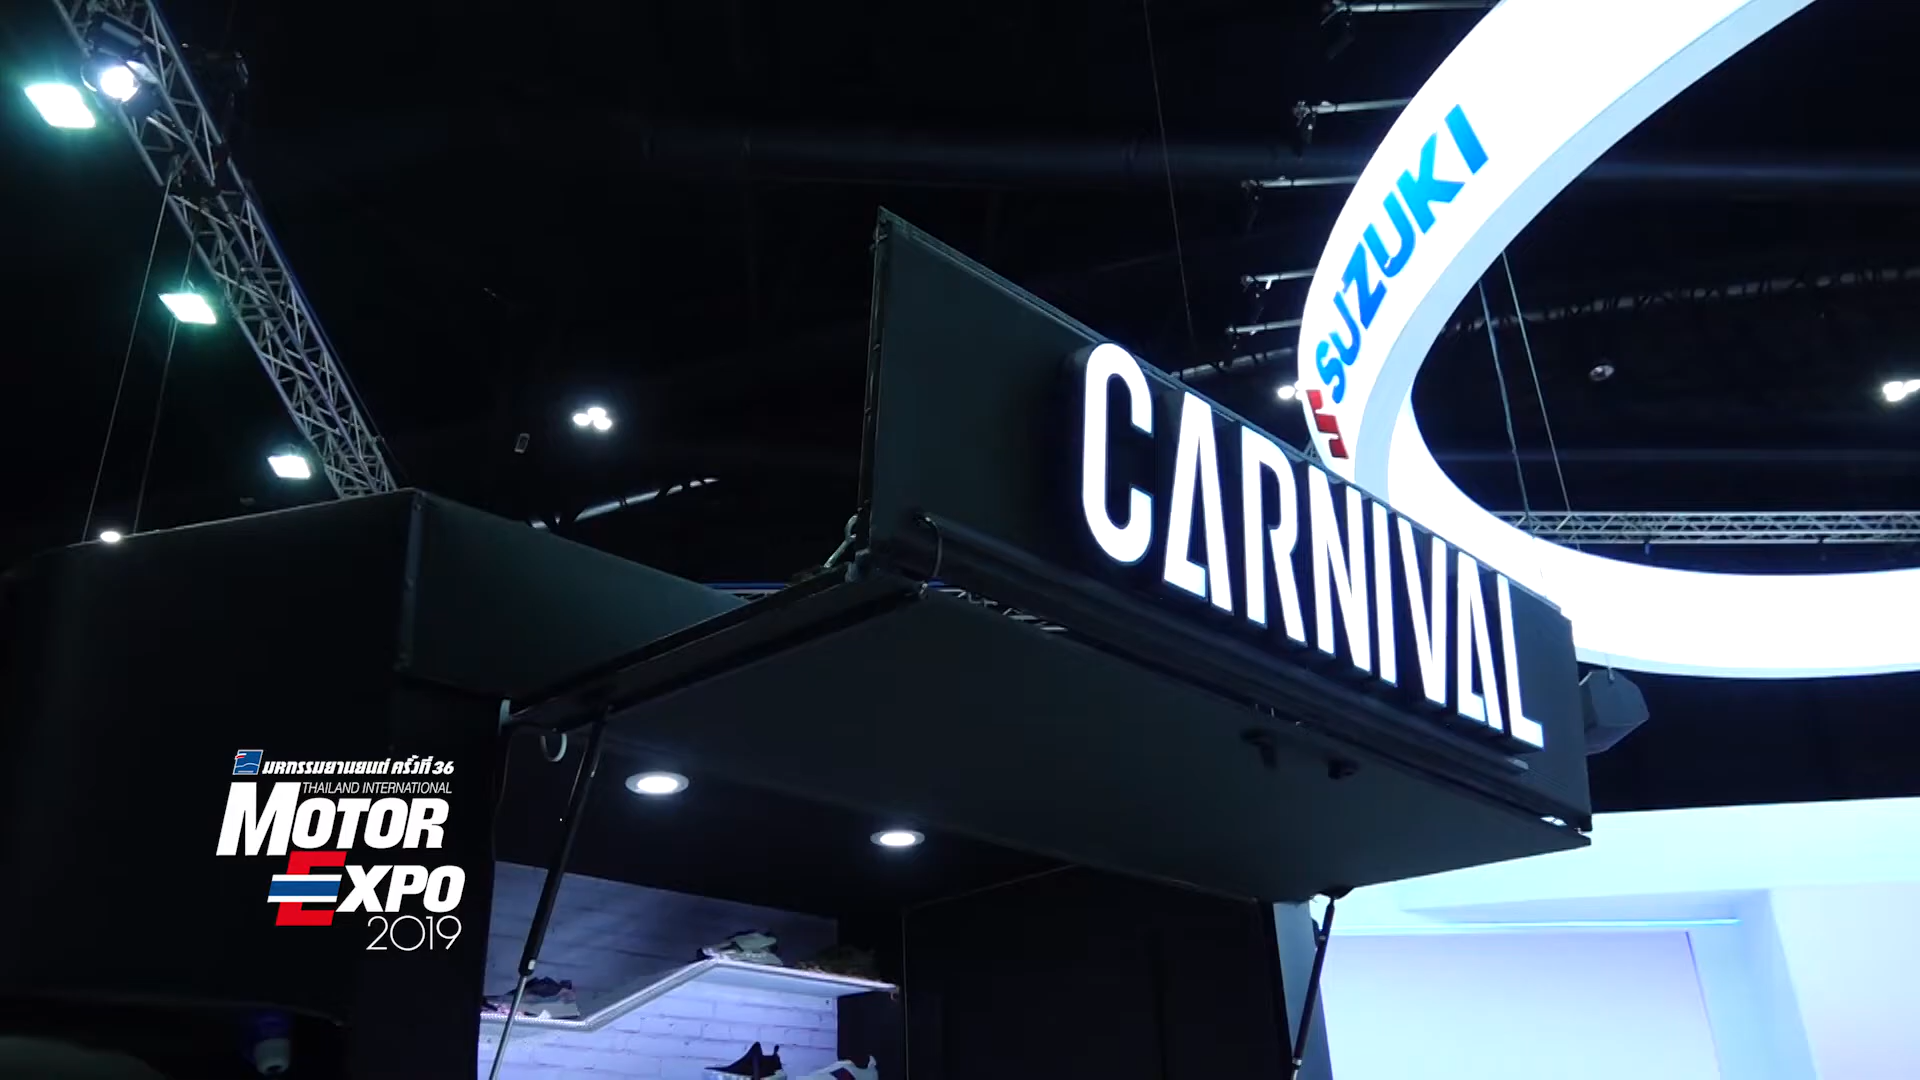 SUZUKI
CARNIVAL
มหกรรมยานยนต์ ครั้งที่ 36
THAILAND INTERNATIONAL
MOTOR
EXPO
2019